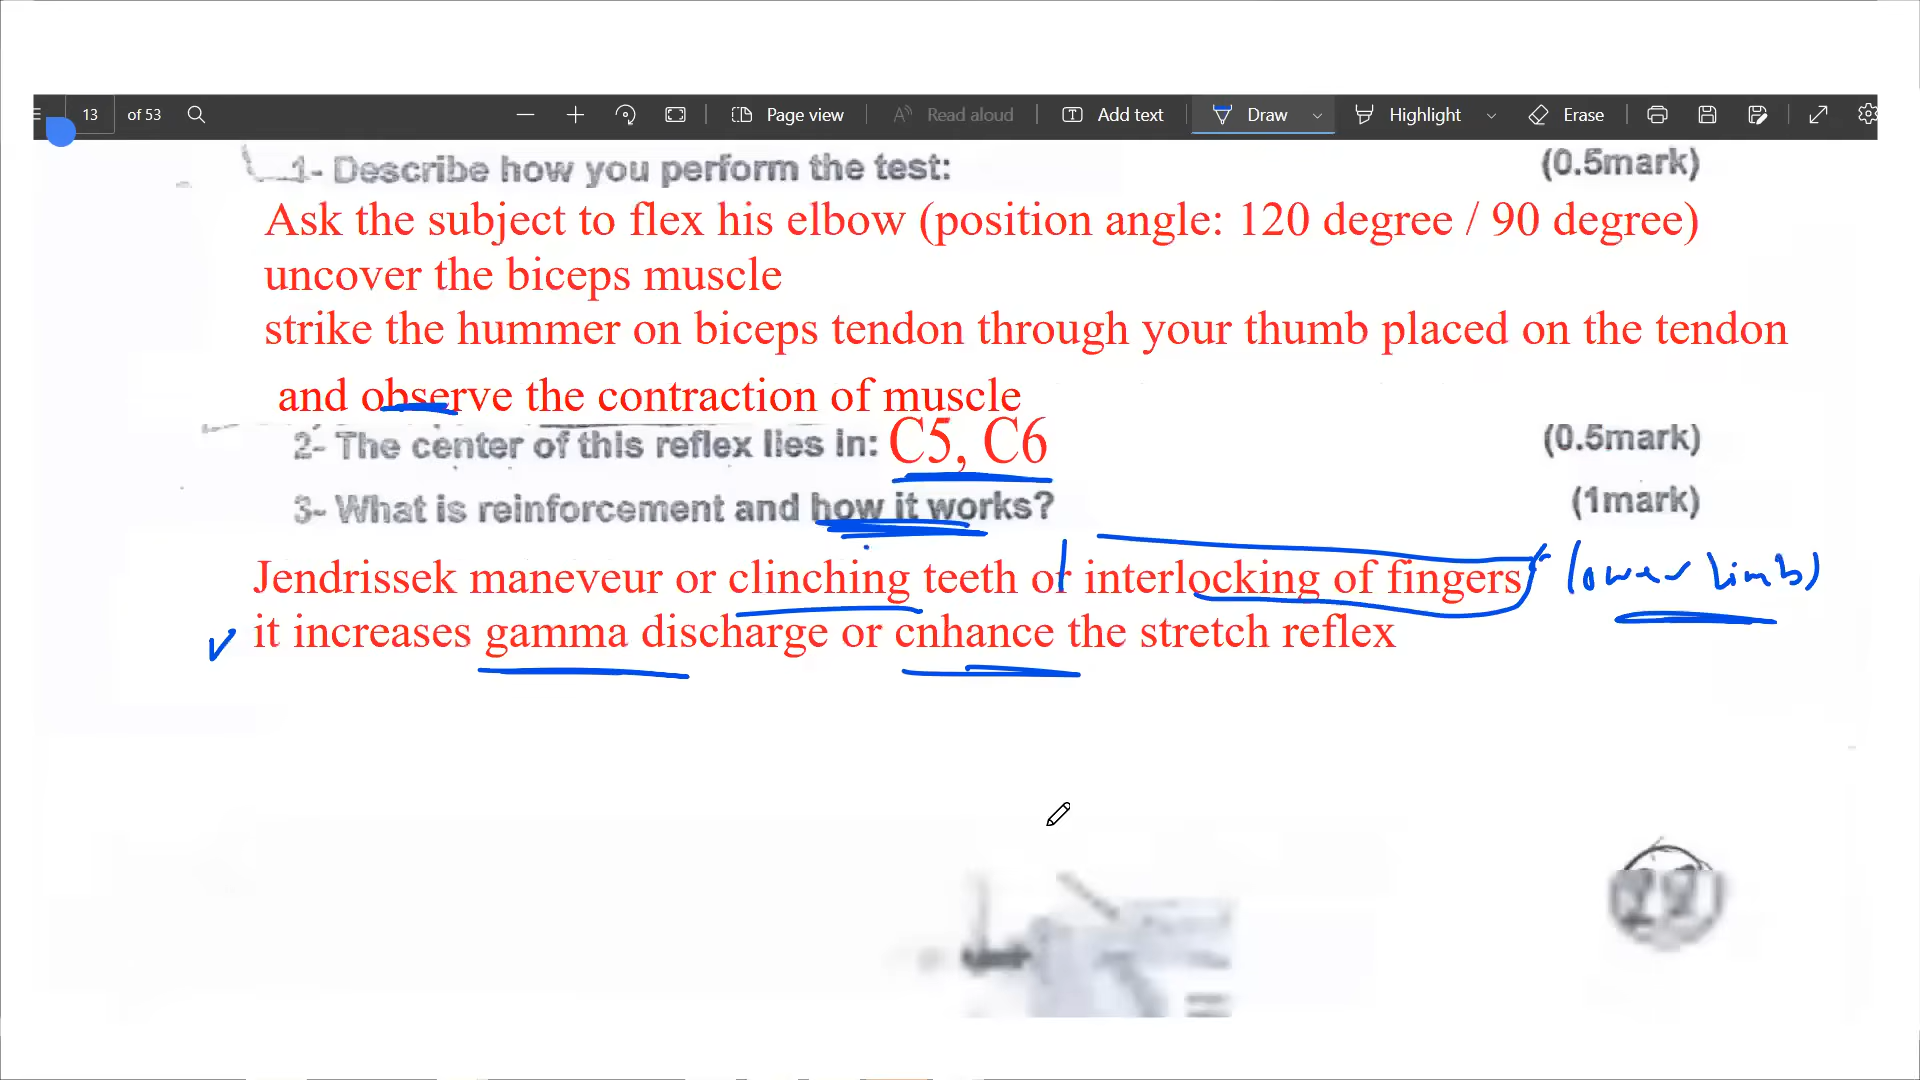 13 of 53 Page view Read aloud Add text Draw Highlight Erase
1- Describe how you perform the test: (0.5mark)
Ask the subject to flex his elbow (position angle: 120 degree / 90 degree)
uncover the biceps muscle
strike the hummer on biceps tendon through your thumb placed on the tendon
and observe the contraction of muscle
2- The center of this reflex lies in: C5, C6 (0.5mark)
3- What is reinforcement and how it works? (1mark)
Jendrissek maneveur or clinching teeth or interlocking of fingers (lower limb)
it increases gamma discharge or cnhance the stretch reflex
22